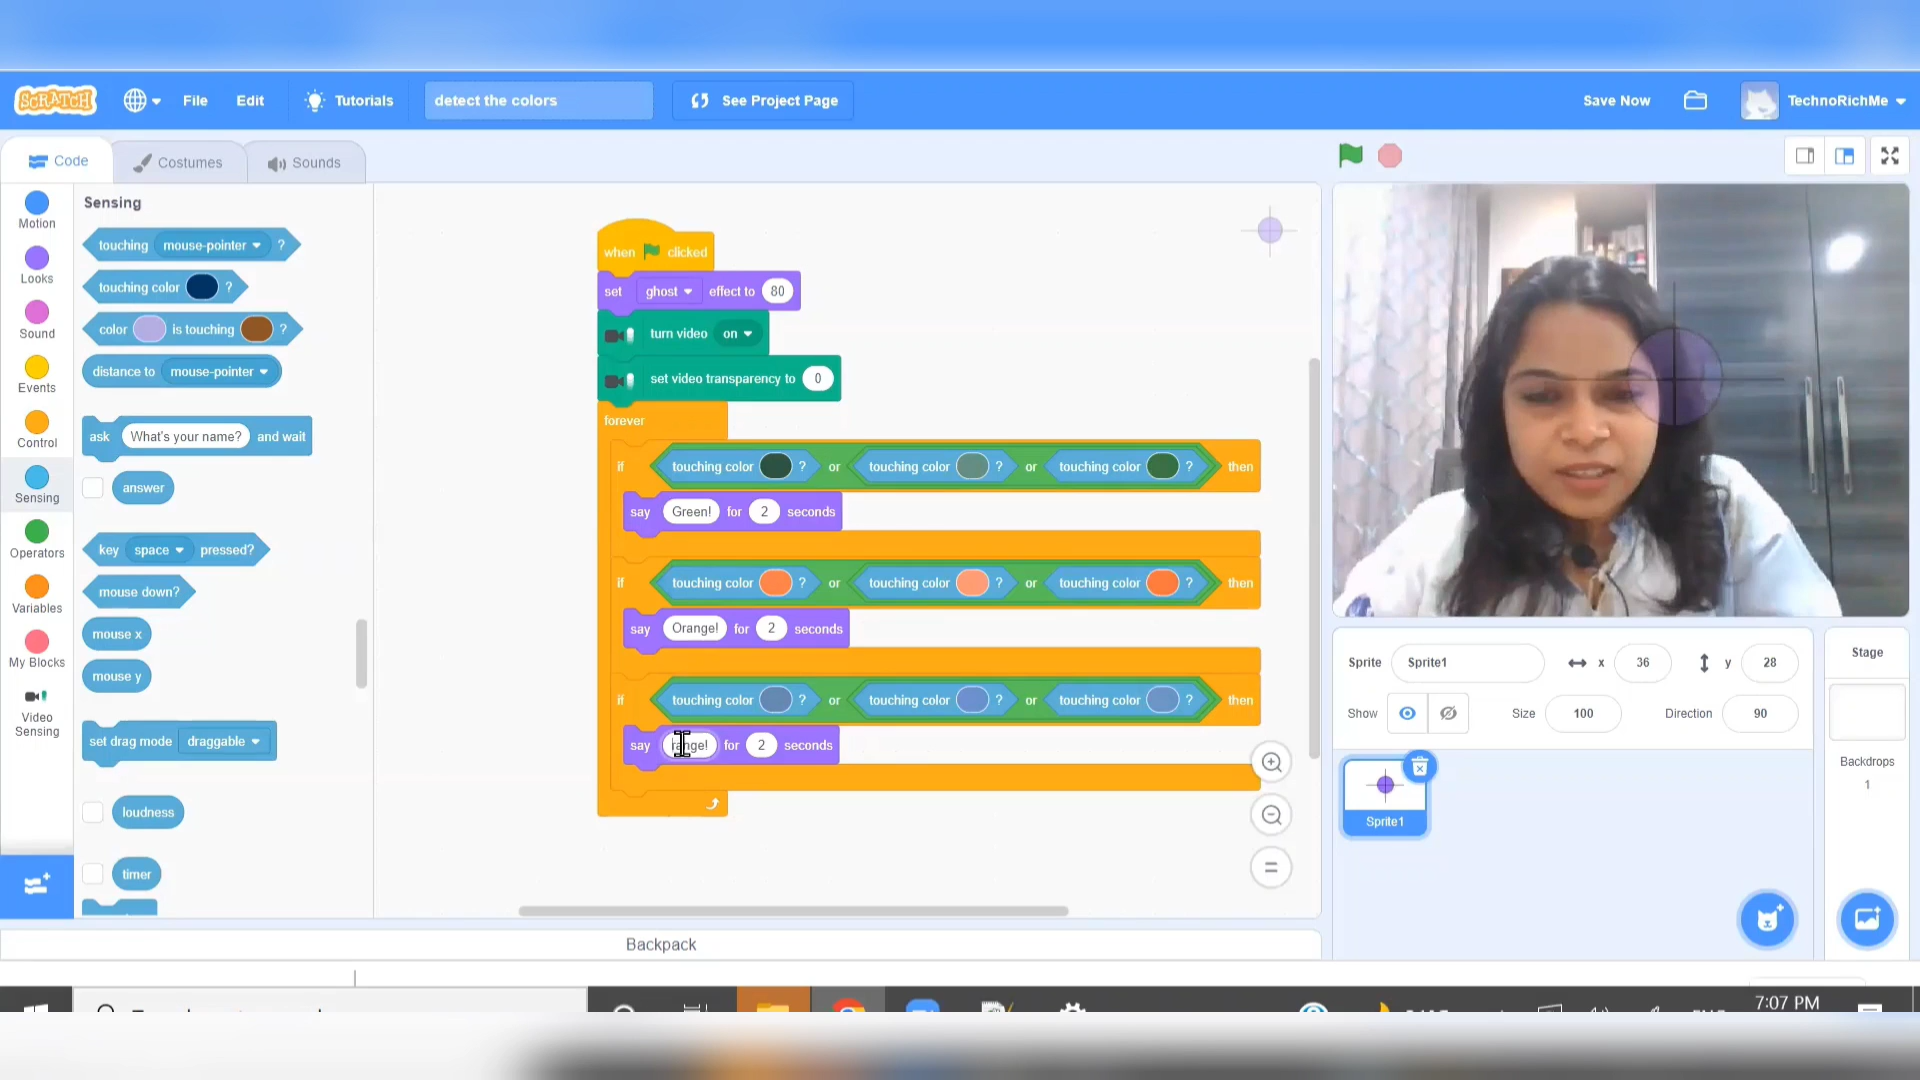 SCRATCH File Edit Tutorials detect the colors See Project Page Save Now TechnoRichMe
Code Costumes Sounds
Motion
Looks
Sound
Events
Control
Sensing
Operators
Variables
My Blocks
Video
Sensing
Sensing
touching mouse-pointer ?
touching color ?
color is touching ?
distance to mouse-pointer
ask What's your name? and wait
answer
key space pressed?
mouse down?
mouse x
mouse y
set drag mode draggable
loudness
timer
when clicked
set ghost effect to 80
turn video on
set video transparency to 0
forever
if touching color ? or touching color ? or touching color ? then
say Green! for 2 seconds
if touching color ? or touching color ? or touching color ? then
say Orange! for 2 seconds
if touching color ? or touching color ? or touching color ? then
say range! for 2 seconds
Backpack
Sprite Sprite1 x 36 y 28
Show Size 100 Direction 90
Sprite1
Stage
Backdrops
1
7:07 PM